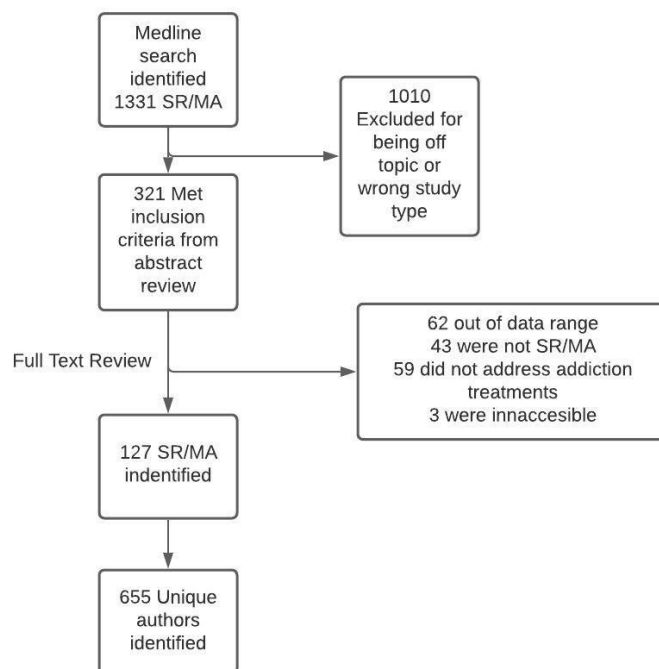 Medline
search
identified
1331 SR/MA
1010
Excluded for
being off
topic or
wrong study
type
321 Met
inclusion
criteria from
abstract
review
Full Text Review
62 out of data range
43 were not SR/MA
59 did not address addiction
treatments
3 were innaccesible
127 SR/MA
indentified
655 Unique
authors
identified